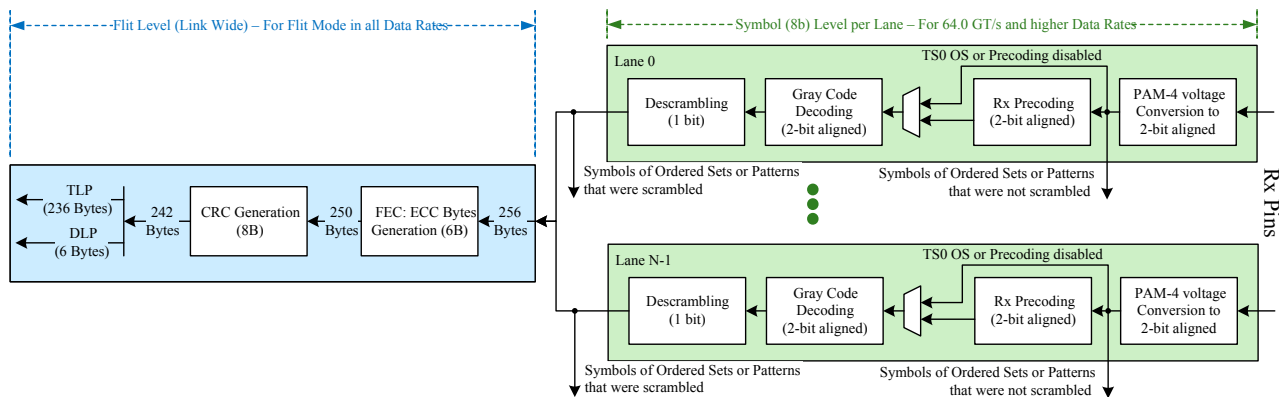 Flit Level (Link Wide) – For Flit Mode in all Data Rates
Symbol (8b) Level per Lane – For 64.0 GT/s and higher Data Rates
Lane 0
TS0 OS or Precoding disabled
Descrambling
(1 bit)
Gray Code
Decoding
(2-bit aligned)
Rx Precoding
(2-bit aligned)
PAM-4 voltage
Conversion to
2-bit aligned
Symbols of Ordered Sets or Patterns
that were scrambled
Symbols of Ordered Sets or Patterns
that were not scrambled
Rx Pins
TLP
(236 Bytes)
DLP
(6 Bytes)
242
Bytes
CRC Generation
(8B)
250
Bytes
FEC: ECC Bytes
Generation (6B)
256
Bytes
Lane N-1
TS0 OS or Precoding disabled
Descrambling
(1 bit)
Gray Code
Decoding
(2-bit aligned)
Rx Precoding
(2-bit aligned)
PAM-4 voltage
Conversion to
2-bit aligned
Symbols of Ordered Sets or Patterns
that were scrambled
Symbols of Ordered Sets or Patterns
that were not scrambled